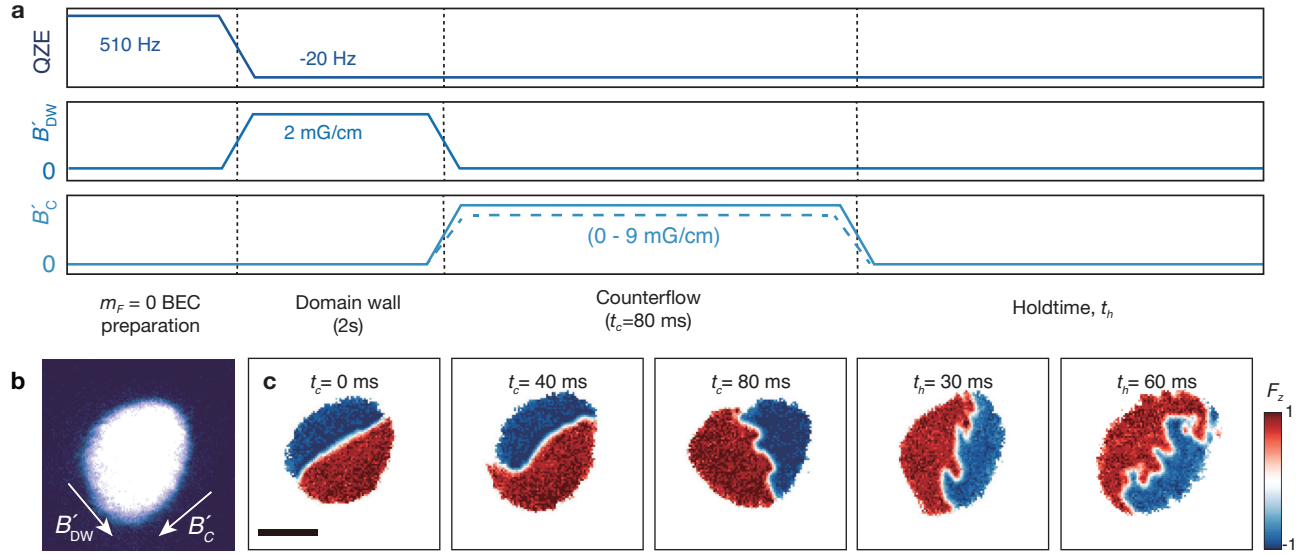 a
QZE
510 Hz
-20 Hz
B′DW
0
2 mG/cm
B′C
0
(0 - 9 mG/cm)
mF = 0 BEC
preparation
Domain wall
(2s)
Counterflow
(tc=80 ms)
Holdtime, th
b
B′DW
B′C
c
tc= 0 ms
tc= 40 ms
tc= 80 ms
th= 30 ms
th= 60 ms
Fz
1
-1